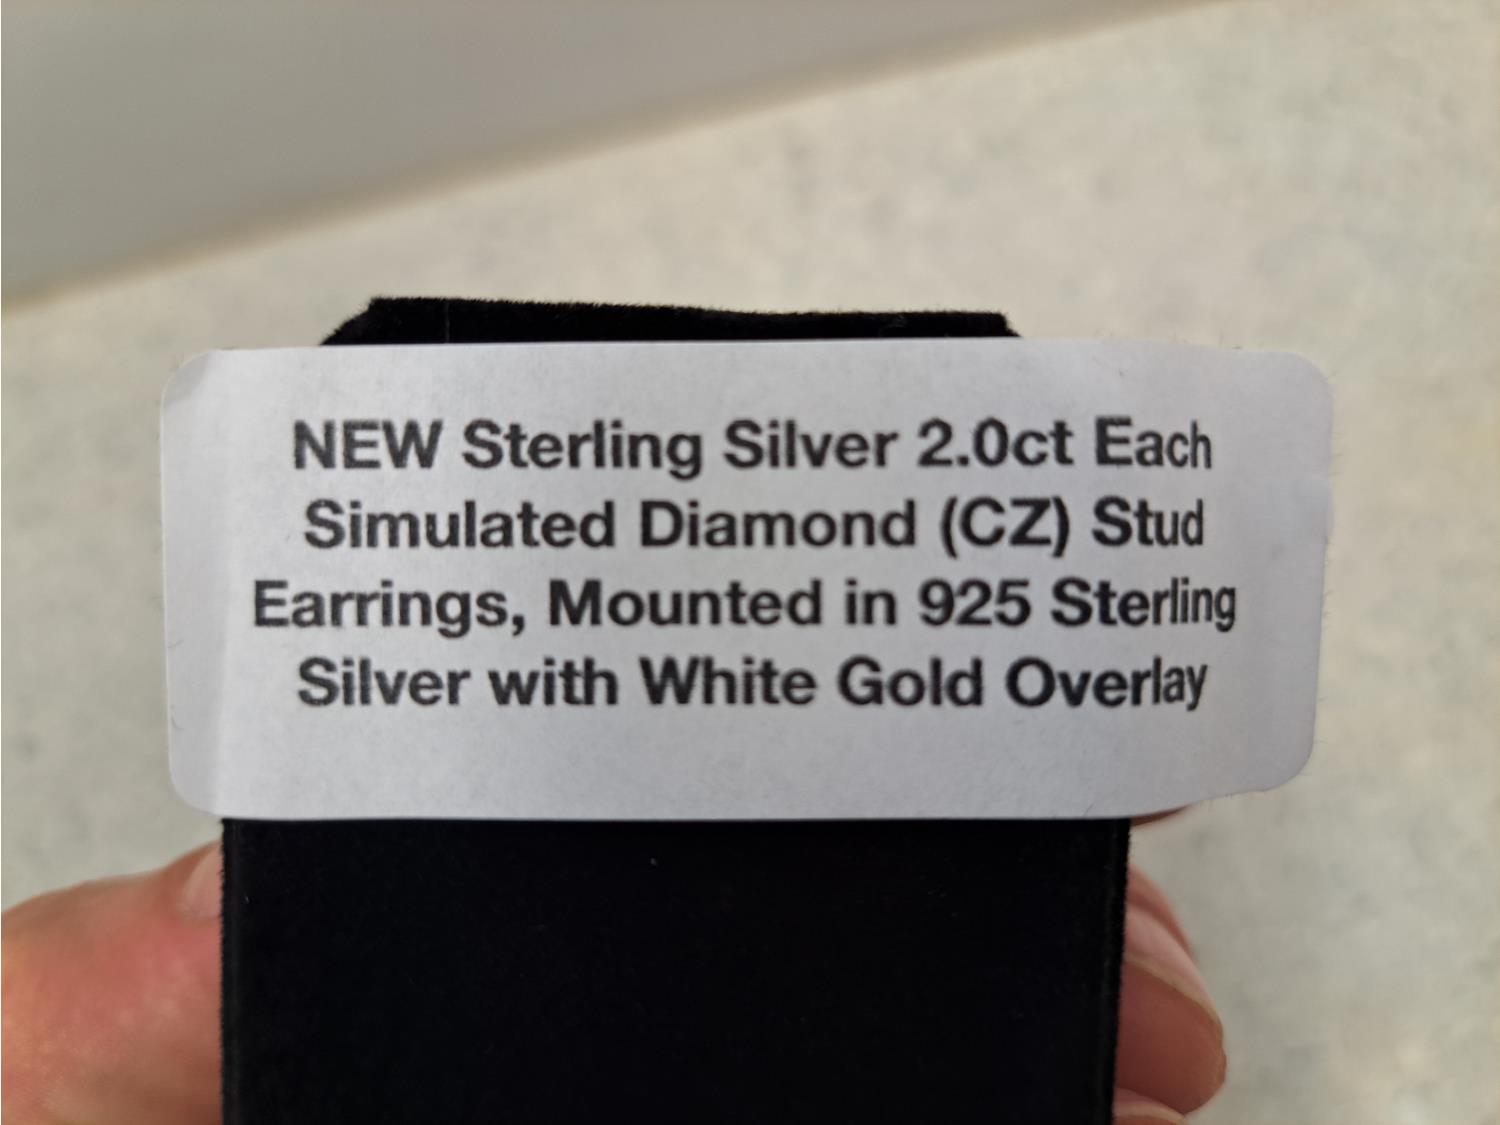 NEW Sterling Silver 2.0ct Each
Simulated Diamond (CZ) Stud
Earrings, Mounted in 925 Sterling
Silver with White Gold Overlay